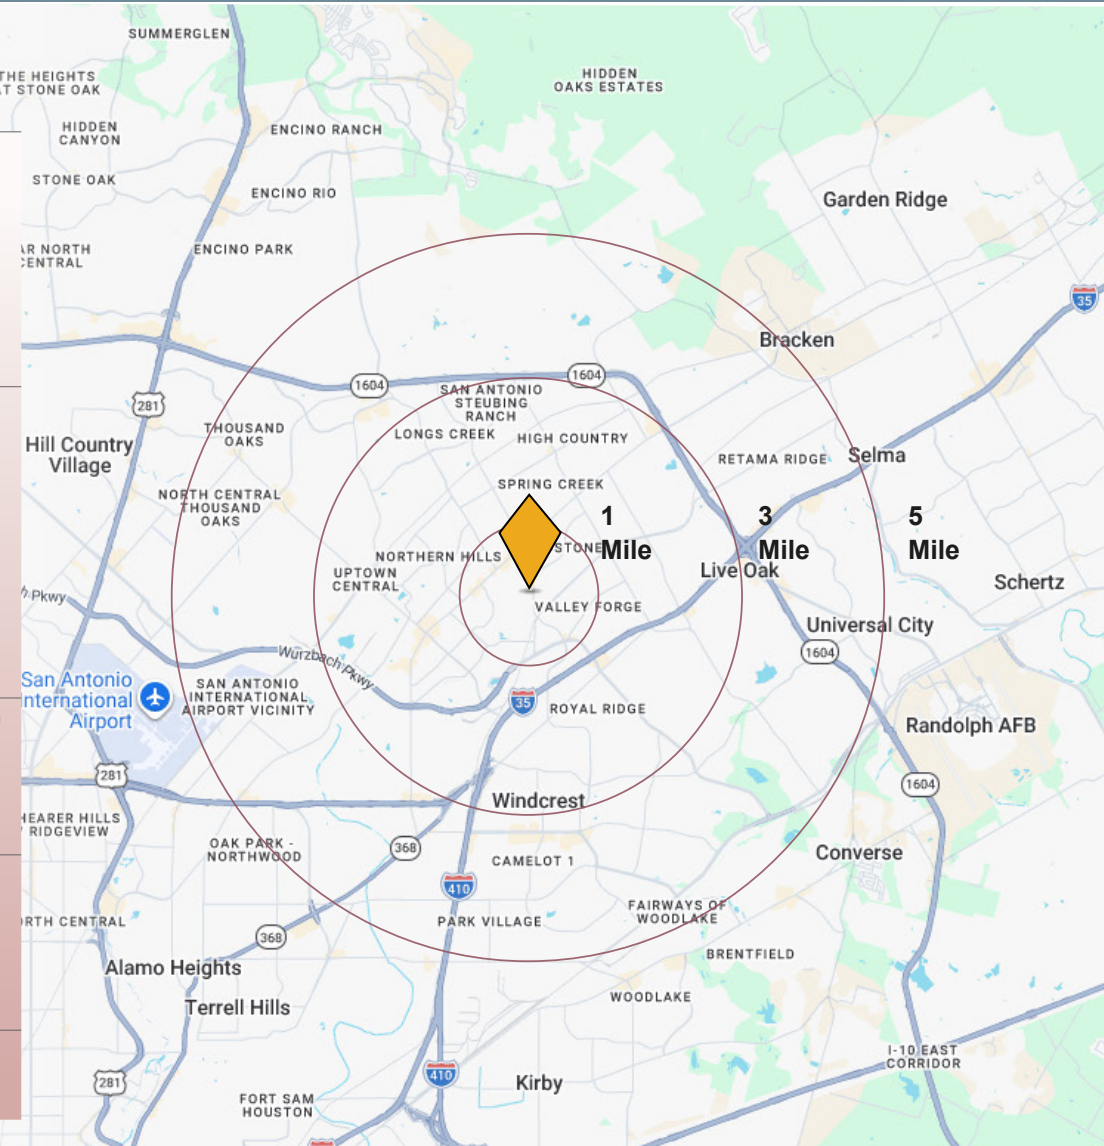 SUMMERGLEN
THE HEIGHTS
AT STONE OAK
HIDDEN
OAKS ESTATES
HIDDEN
CANYON
ENCINO RANCH
STONE OAK
ENCINO RIO
Garden Ridge
AR NORTH
CENTRAL
ENCINO PARK
35
Bracken
1604
1604
281
SAN ANTONIO
STEUBING
RANCH
THOUSAND
OAKS
LONGS CREEK
HIGH COUNTRY
Hill Country
Village
RETAMA RIDGE
Selma
SPRING CREEK
NORTH CENTRAL
THOUSAND
OAKS
1
Mile
3
Mile
5
Mile
NORTHERN HILLS
STONE
UPTOWN
CENTRAL
Live Oak
Schertz
Pkwy
VALLEY FORGE
Universal City
1604
Wurzbach Pkwy
San Antonio
nternational
Airport
SAN ANTONIO
INTERNATIONAL
AIRPORT VICINITY
35
ROYAL RIDGE
Randolph AFB
281
1604
Windcrest
HEARER HILLS
RIDGEVIEW
OAK PARK -
NORTHWOOD
368
CAMELOT 1
Converse
410
FAIRWAYS OF
WOODLAKE
ORTH CENTRAL
PARK VILLAGE
368
BRENTFIELD
Alamo Heights
Terrell Hills
WOODLAKE
I-10 EAST
CORRIDOR
281
410
Kirby
FORT SAM
HOUSTON